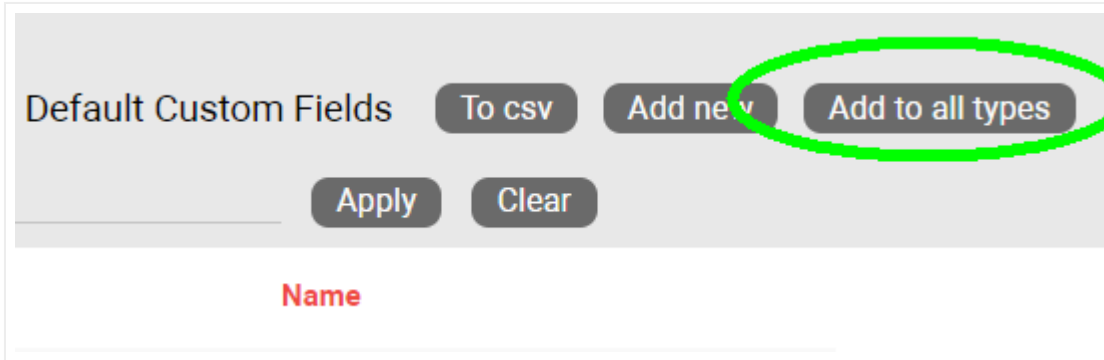 Default Custom Fields To csv Add new Add to all types
Apply Clear
Name